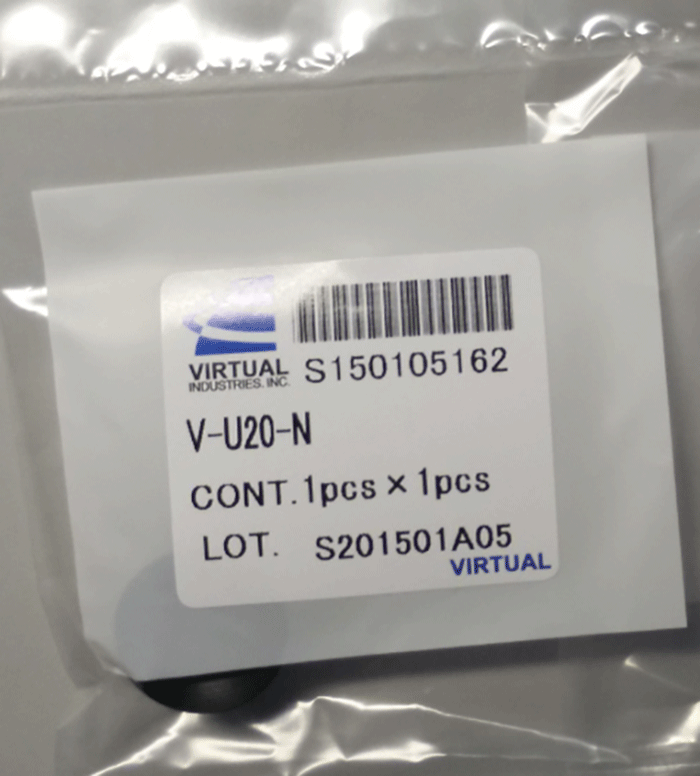 VIRTUAL
INDUSTRIES. INC.
S150105162
V-U20-N
CONT. 1pcs × 1pcs
LOT. S201501A05
VIRTUAL